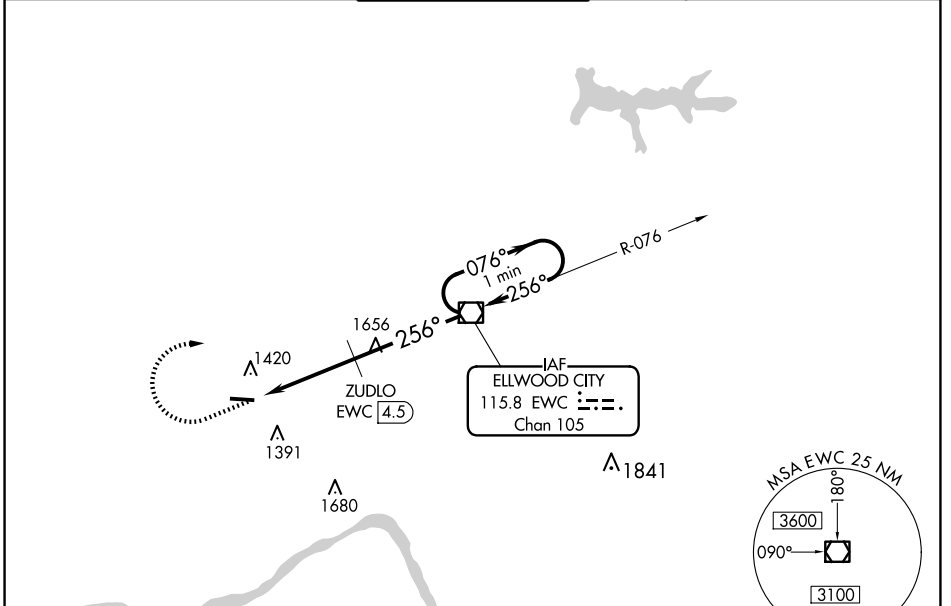 R-076
076°
1 min
256°
256°
1656
1420
ZUDLO
EWC 4.5
IAF
ELLWOOD CITY
115.8 EWC
Chan 105
1391
1680
1841
MSA EWC 25 NM
180°
3600
090°
3100